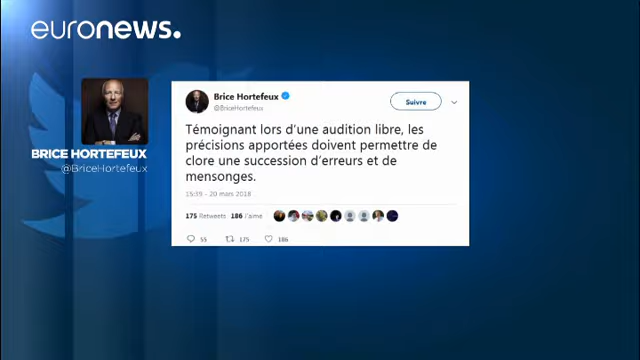 euronews.
BRICE HORTEFEUX
@BriceHortefeux
Brice Hortefeux
@BriceHortefeux
Suivre
Témoignant lors d'une audition libre, les
précisions apportées doivent permettre de
clore une succession d'erreurs et de
mensonges.
15:39 - 20 mars 2018
175 Retweets 186 J'aime
55 175 186